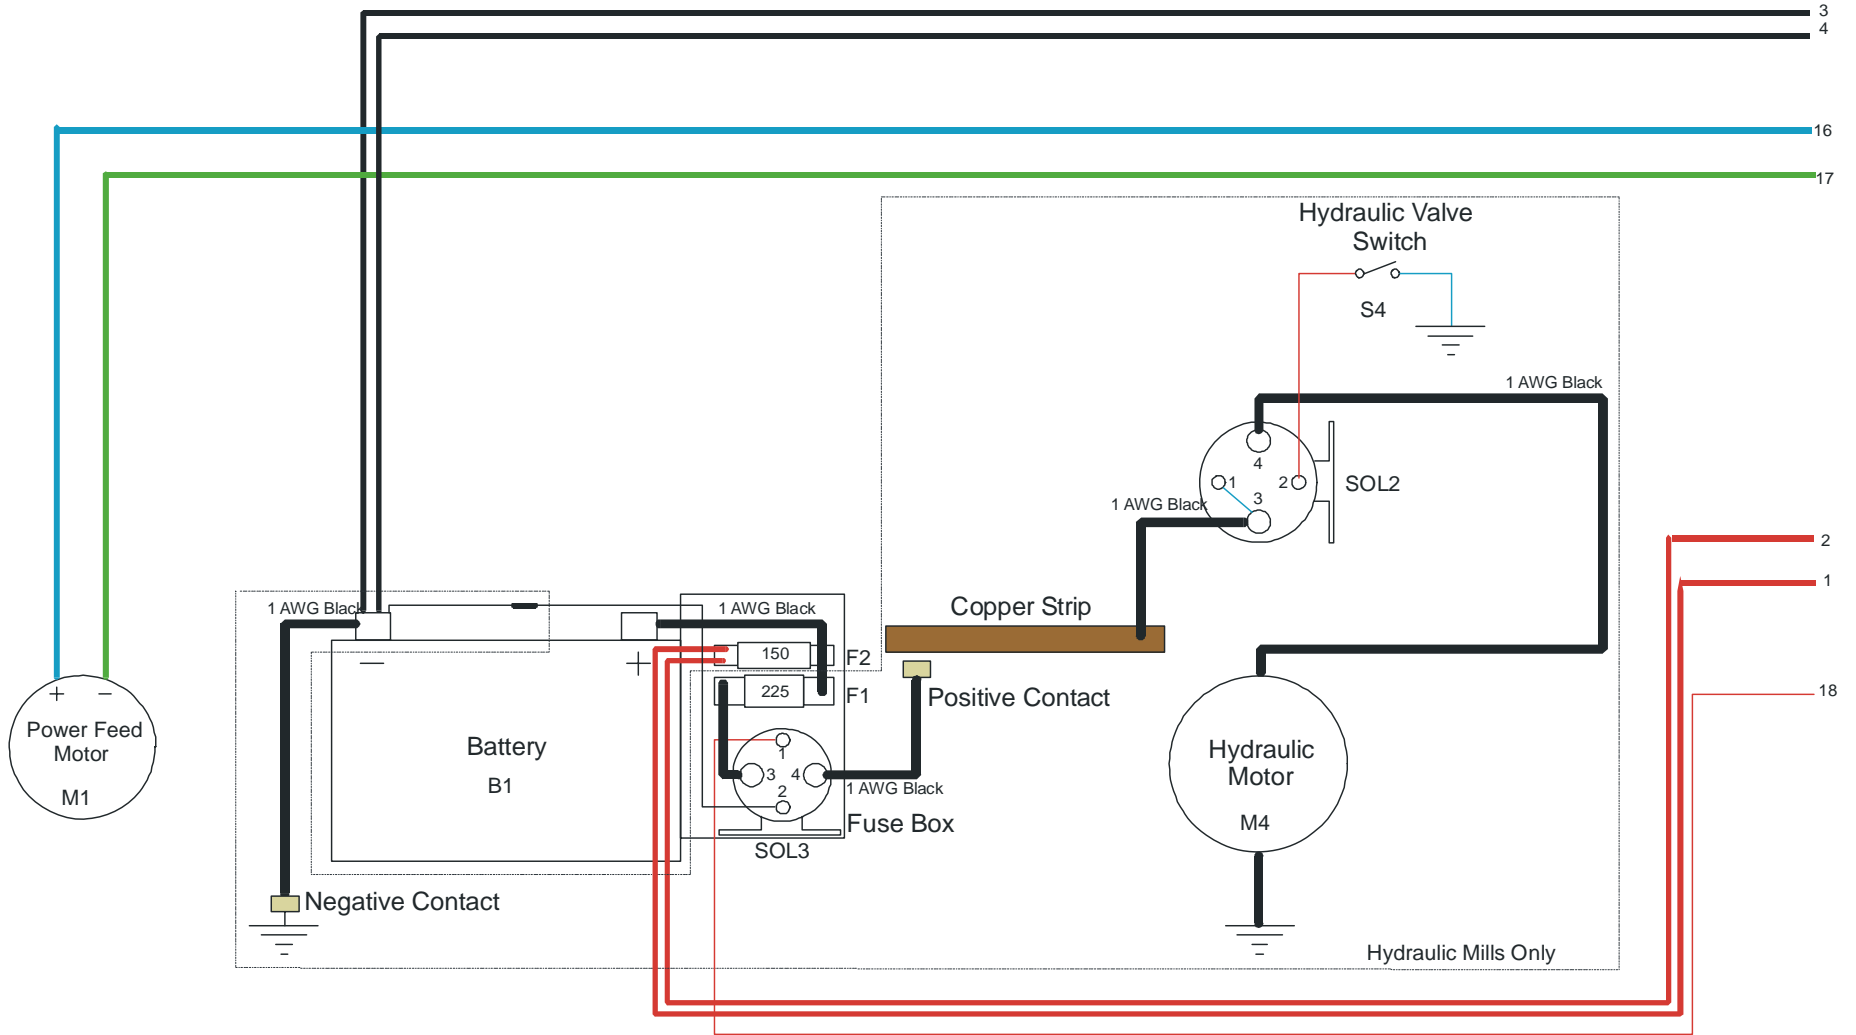 3
4
16
17
Hydraulic Valve
Switch
S4
1 AWG Black
4
1
2
3
SOL2
1 AWG Black
2
1
1 AWG Black
1 AWG Black
Copper Strip
150
F2
225
F1
Positive Contact
18
+
−
Power Feed
Motor
M1
−
+
Battery
B1
1
3
4
2
1 AWG Black
Fuse Box
SOL3
Hydraulic
Motor
M4
Negative Contact
Hydraulic Mills Only